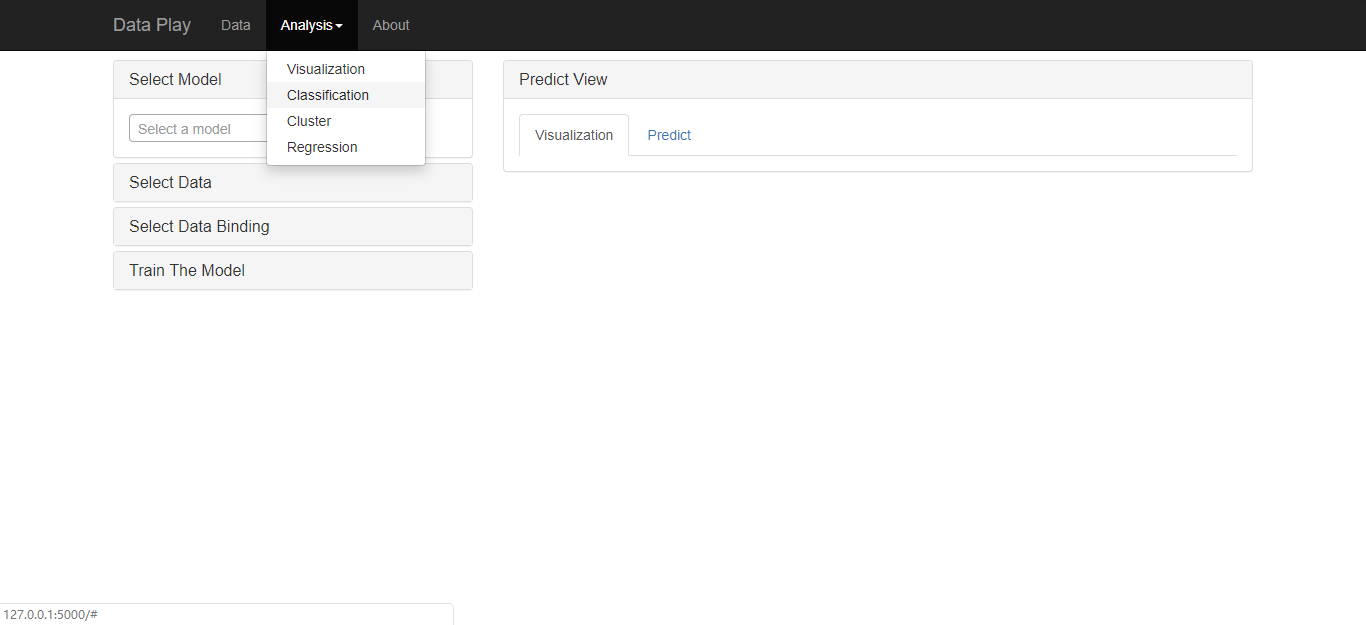 Data Play Data Analysis About
Visualization
Classification
Cluster
Regression
Select Model
Select a model
Select Data
Select Data Binding
Train The Model
Predict View
Visualization Predict
127.0.0.1:5000/#